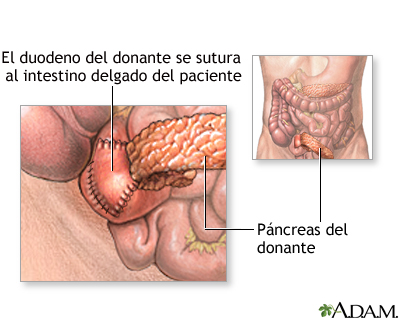 El duodeno del donante se sutura
al intestino delgado del paciente
Páncreas del
donante
A.D.A.M.